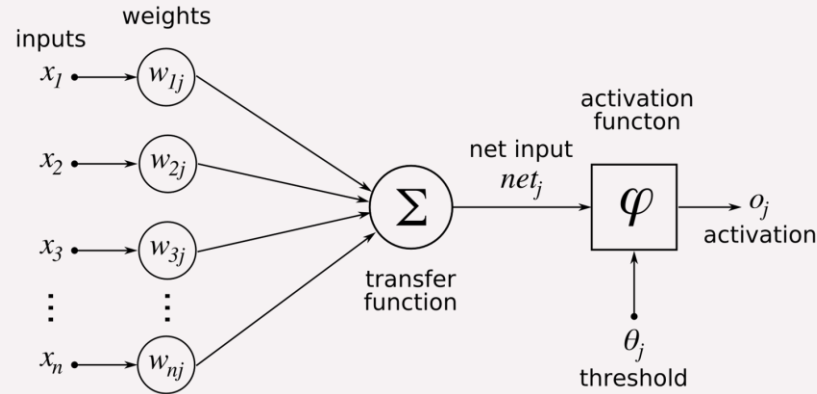 weights
inputs
x₁
w₁ⱼ
activation
functon
x₂
w₂ⱼ
net input
netⱼ
Σ
φ
oⱼ
activation
x₃
w₃ⱼ
transfer
function
⋮
⋮
xₙ
wₙⱼ
θⱼ
threshold